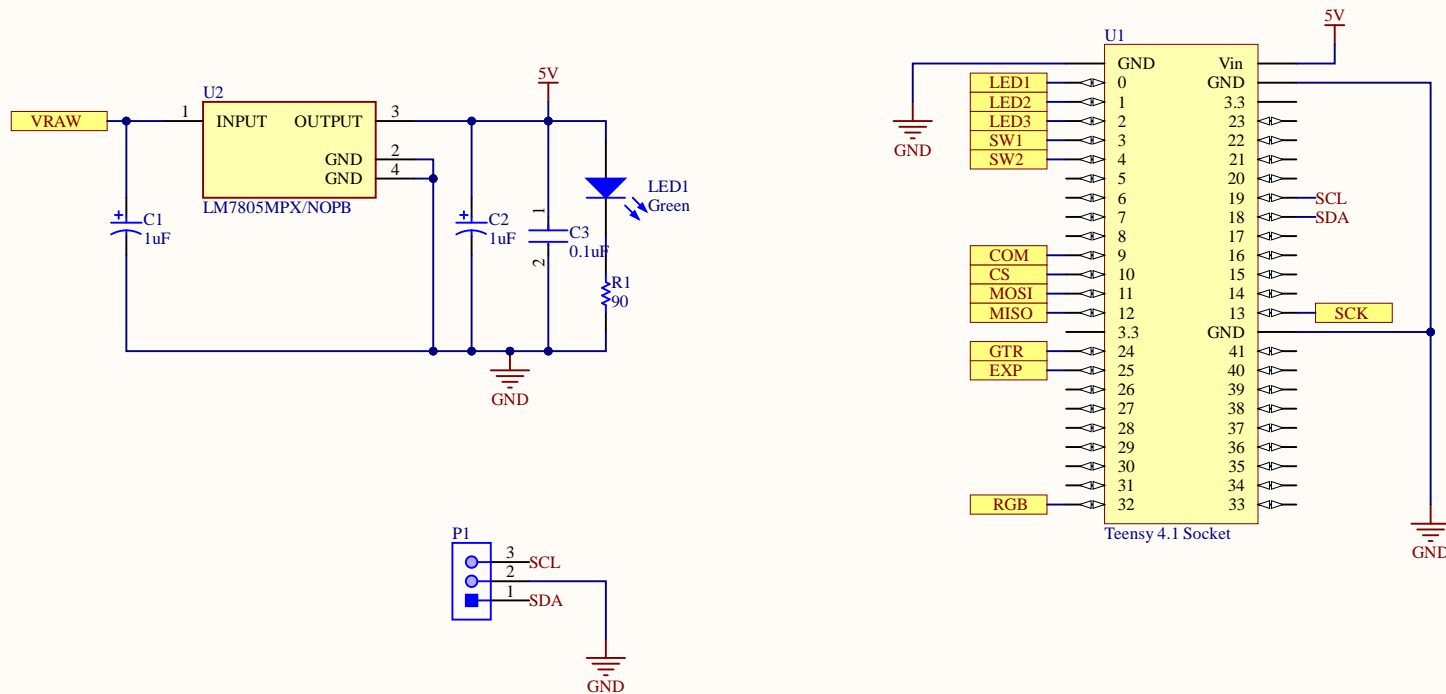 VRAW
U2
1 INPUT OUTPUT 3
GND 2
GND 4
LM7805MPX/NOPB
5V
C1
1uF
C2
1uF
1
C3
0.1uF
2
LED1
Green
R1
90
GND
P1
3 SCL
2
1 SDA
GND
U1
5V
GND Vin
LED1 0 GND
LED2 1 3.3
LED3 2 23
SW1 3 22
SW2 4 21
5 20
6 19 SCL
7 18 SDA
8 17
COM 9 16
CS 10 15
MOSI 11 14
MISO 12 13 SCK
3.3 GND
GTR 24 41
EXP 25 40
26 39
27 38
28 37
29 36
30 35
31 34
RGB 32 33
Teensy 4.1 Socket
GND
GND